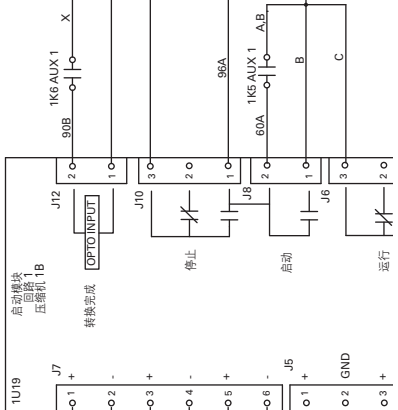 X
A,B
1K6 AUX 1
96A
1K5 AUX 1
B
C
90B
60A
2
1
3
2
1
2
1
3
2
J12
J10
J8
J6
OPTO INPUT
启动模块
回路 1
压缩机 1B
转换完成
停止
启动
运行
1U19
J7
+
-
+
-
+
-
J5
+
GND
+
1
2
3
4
5
6
1
2
3